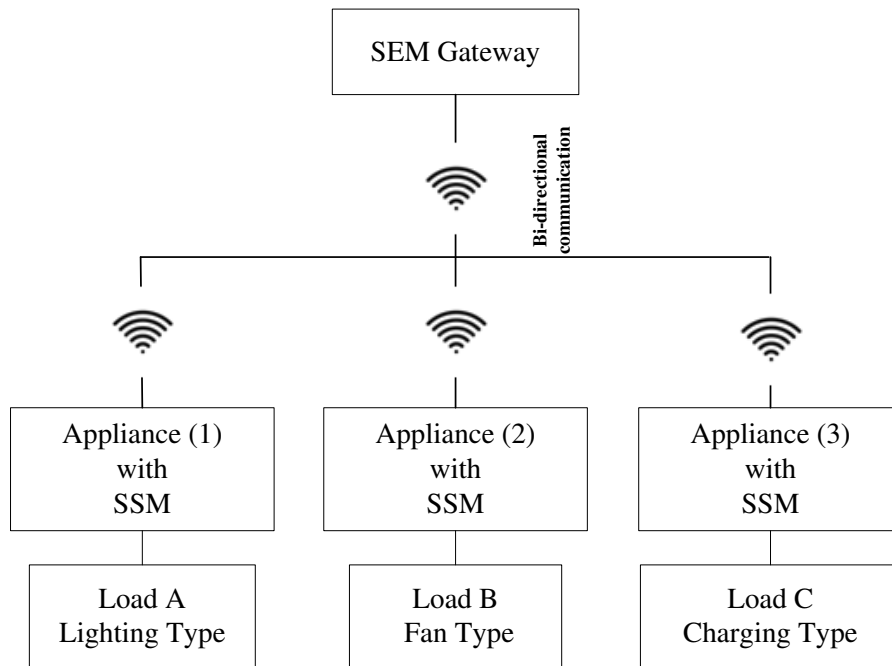 SEM Gateway
Bi-directional
communication
Appliance (1)
with
SSM
Appliance (2)
with
SSM
Appliance (3)
with
SSM
Load A
Lighting Type
Load B
Fan Type
Load C
Charging Type